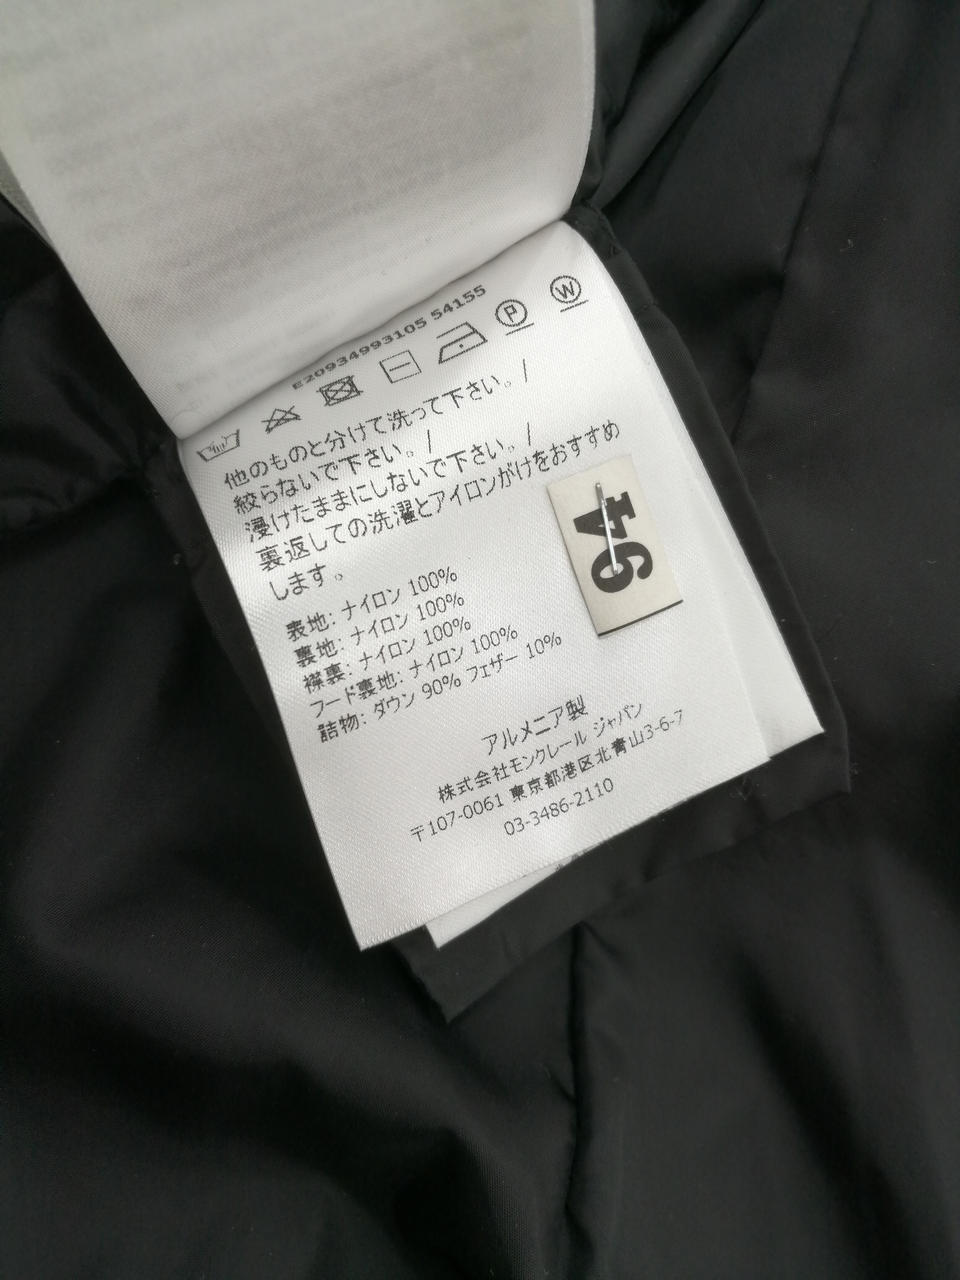 E20934993105 54155
P
W
他のものと分けて洗って下さい。/
絞らないで下さい。/
浸けたままにしないで下さい。/
裏返しての洗濯とアイロンがけをおすすめ
します。
表地: ナイロン 100%
裏地: ナイロン 100%
襟裏: ナイロン 100%
フード裏地: ナイロン 100%
詰物: ダウン 90% フェザー 10%
94
アルメニア製
株式会社モンクレール ジャパン
〒107-0061 東京都港区北青山3-6-7
03-3486-2110